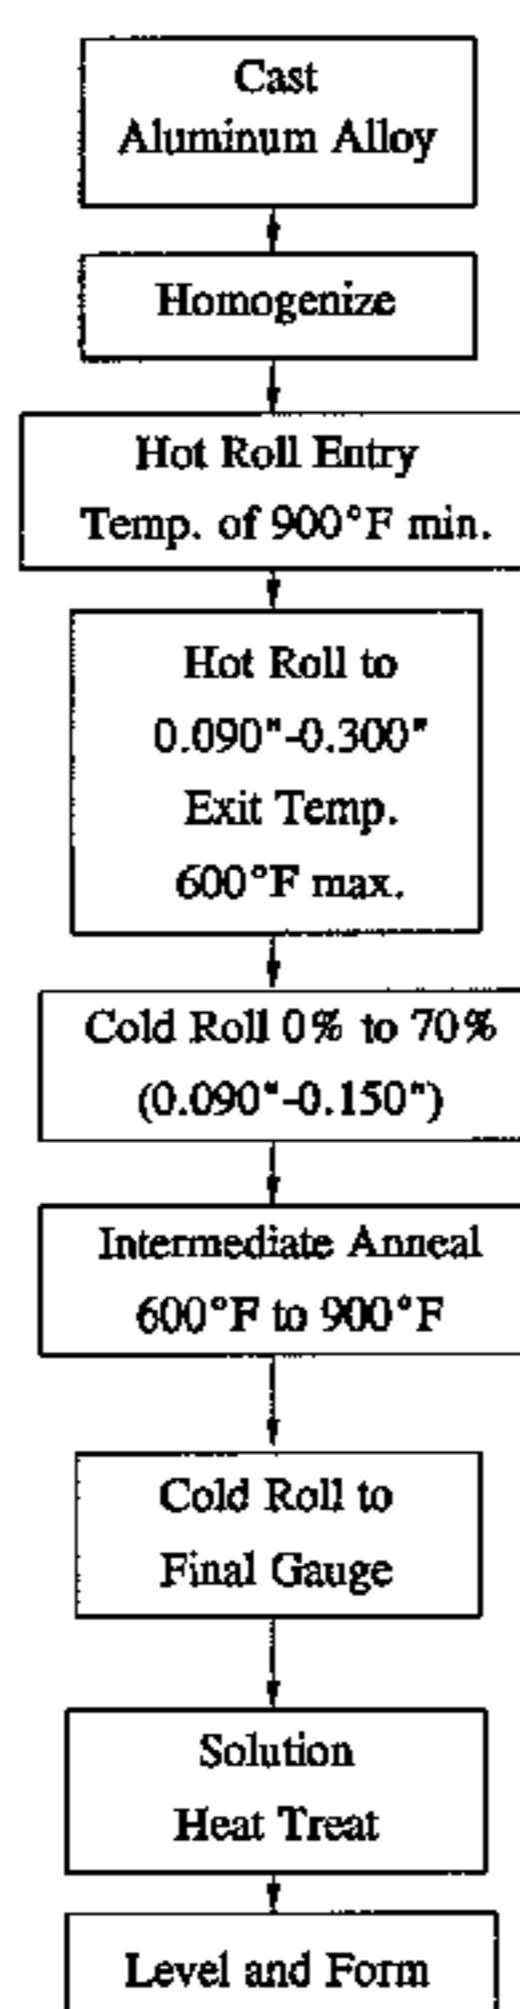 Cast
Aluminum Alloy
Homogenize
Hot Roll Entry
Temp. of 900°F min.
Hot Roll to
0.090"-0.300"
Exit Temp.
600°F max.
Cold Roll 0% to 70%
(0.090"-0.150")
Intermediate Anneal
600°F to 900°F
Cold Roll to
Final Gauge
Solution
Heat Treat
Level and Form